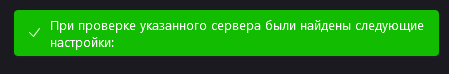 При проверке указанного сервера были найдены следующие
настройки: